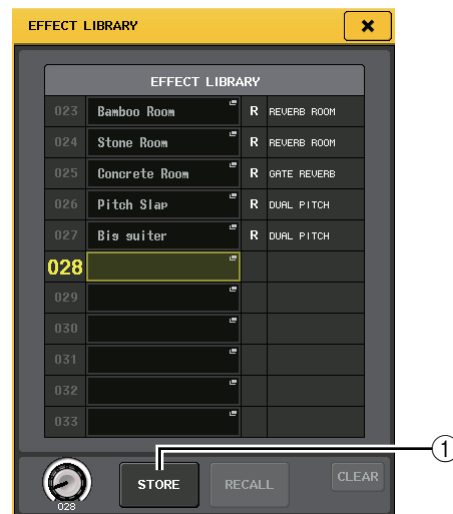 EFFECT LIBRARY
EFFECT LIBRARY
023 Bamboo Room R REVERB ROOM
024 Stone Room R REVERB ROOM
025 Concrete Room R GATE REVERB
026 Pitch Slap R DUAL PITCH
027 Big guiter R DUAL PITCH
028
029
030
031
032
033
1
STORE RECALL CLEAR
028